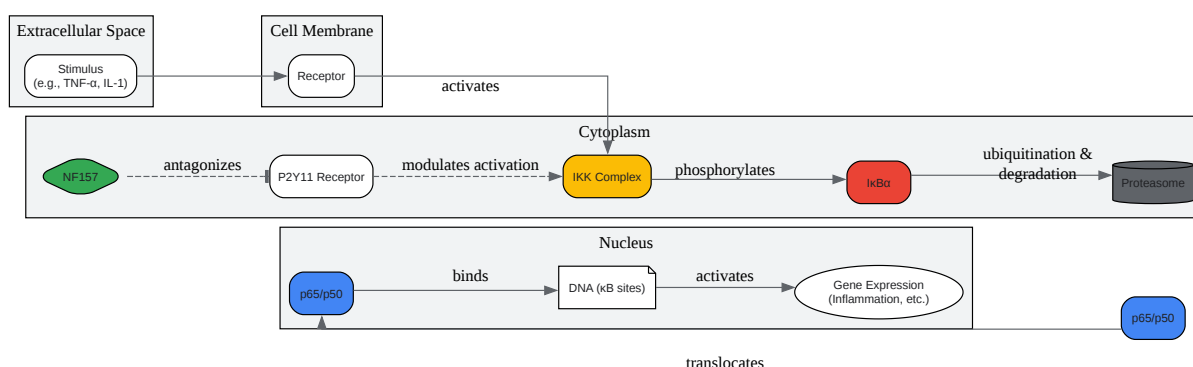 Extracellular Space
Cell Membrane
Stimulus
(e.g., TNF-α, IL-1)
Receptor
activates
Cytoplasm
NF157
antagonizes
P2Y11 Receptor
modulates activation
IKK Complex
phosphorylates
IκBα
ubiquitination &
degradation
Proteasome
Nucleus
p65/p50
binds
DNA (κB sites)
activates
Gene Expression
(Inflammation, etc.)
p65/p50
translocates